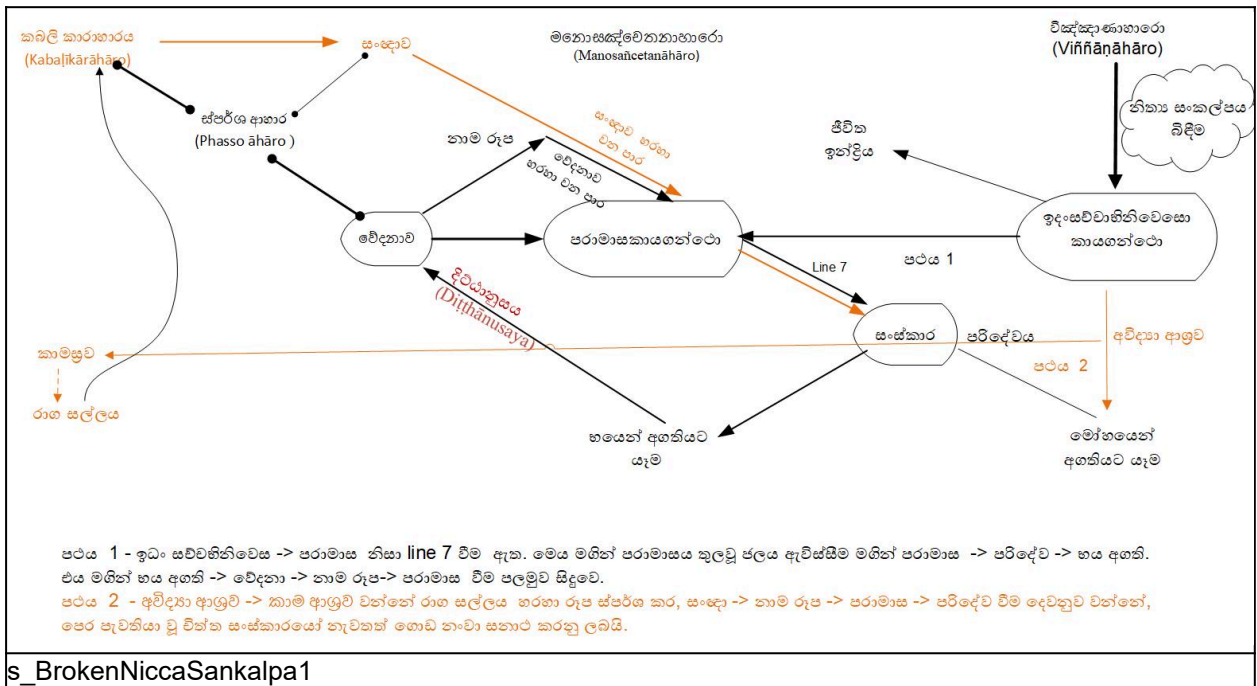 කබලි කාරාහාරය
(Kabaḷīkārāhāro)
සංඥාව
මනොසඤ්චෙතනාහාරො
(Manosañcetanāhāro)
විඤ්ඤාණාහාරො
(Viññāṇāhāro)
නිත්‍ය සංකල්පය
බිඳීම
ස්පර්ශ ආහාර
(Phasso āhāro )
නාම රූප
සංඥාව හරහා
වන පාර
වේදනාව
හරහා වන පාර
ජීවිත
ඉන්ද්‍රිය
වේදනාව
පරාමාසකායගන්ථො
ඉදංසච්චාභිනිවෙසො
කායගන්ථො
පථය 1
Line 7
දිට්ඨානුසය
(Diṭṭhānusaya)
සංස්කාර
පරිදේවය
අවිද්‍යා ආශ්‍රව
කාමස්‍රව
පථය 2
රාග සල්ලය
භයෙන් අගතියට
යෑම
මෝහයෙන්
අගතියට යෑම
පථය 1 - ඉධං සච්චභිනිවෙස -> පරාමාස නිසා line 7 වීම ඇත. මෙය මගින් පරාමාසය තුලවූ ජලය ඇවිස්සීම මගින් පරාමාස -> පරිදේව -> භය අගති.
එය මගින් භය අගති -> වේදනා -> නාම රූප-> පරාමාස වීම පලමුව සිදුවෙ.
පථය 2 - අවිද්‍යා ආශ්‍රව -> කාම ආශ්‍රව වන්නේ රාග සල්ලය හරහා රූප ස්පර්ශ කර, සංඥා -> නාම රූප -> පරාමාස -> පරිදේව වීම දෙවනුව වන්නේ,
පෙර පැවතියා වූ චිත්ත සංස්කාරයෝ නැවතත් ගොඩ නංවා සනාථ කරනු ලබයි.
s_BrokenNiccaSankalpa1